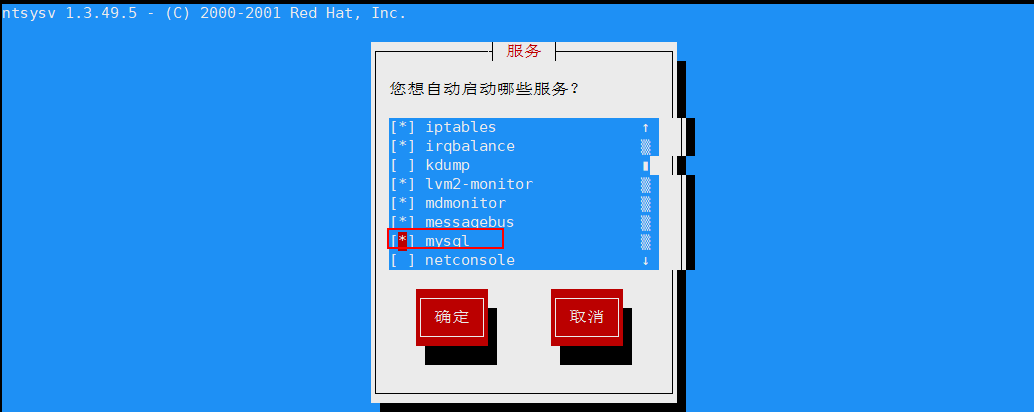 ntsysv 1.3.49.5 - (C) 2000-2001 Red Hat, Inc.
服务
您想自动启动哪些服务？
[*] iptables ↑
[*] irqbalance
[ ] kdump
[*] lvm2-monitor
[*] mdmonitor
[*] messagebus
[*] mysql
[ ] netconsole ↓
确定 取消